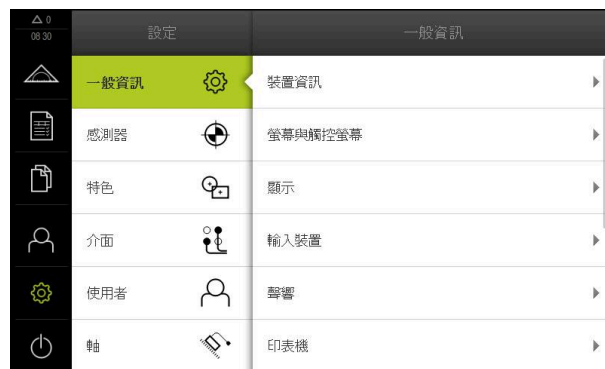 0
08:30
設定
一般資訊
一般資訊
裝置資訊
感測器
螢幕與觸控螢幕
特色
顯示
介面
輸入裝置
使用者
聲響
軸
印表機